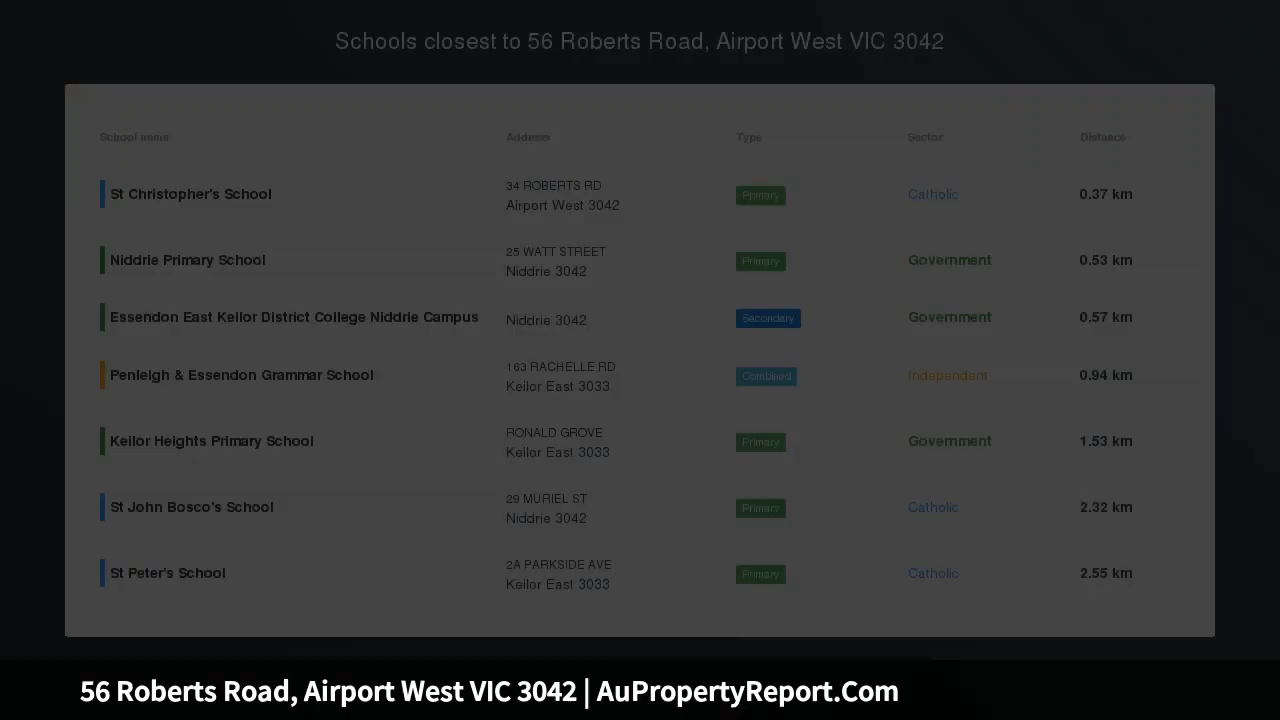 Schools closest to 56 Roberts Road, Airport West VIC 3042
School name Address Type Sector Distance
St Christopher's School 34 ROBERTS RD Airport West 3042 Primary Catholic 0.37 km
Niddrie Primary School 25 WATT STREET Niddrie 3042 Primary Government 0.53 km
Essendon East Keilor District College Niddrie Campus Niddrie 3042 Secondary Government 0.57 km
Penleigh & Essendon Grammar School 163 RACHELLE RD Keilor East 3033 Combined Independent 0.94 km
Keilor Heights Primary School RONALD GROVE Keilor East 3033 Primary Government 1.53 km
St John Bosco's School 29 MURIEL ST Niddrie 3042 Primary Catholic 2.32 km
St Peter's School 2A PARKSIDE AVE Keilor East 3033 Primary Catholic 2.55 km
56 Roberts Road, Airport West VIC 3042 | AuPropertyReport.Com